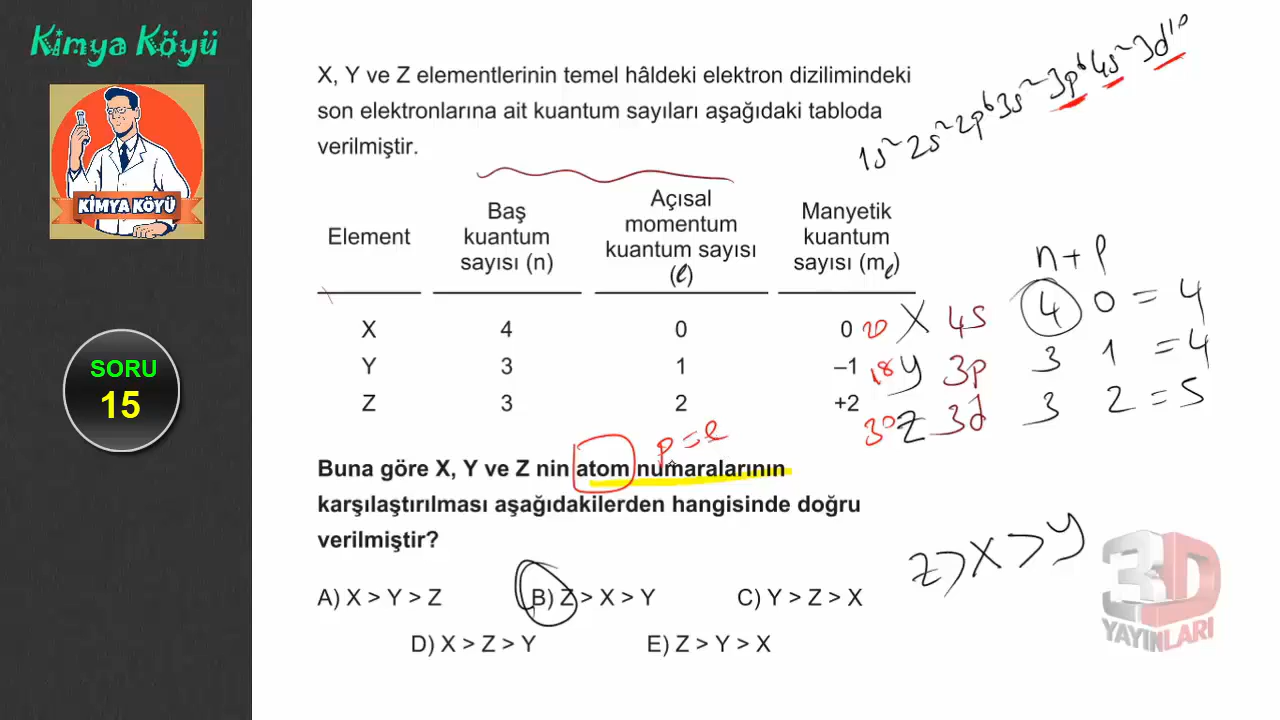 Kimya Köyü
KİMYA KÖYÜ
SORU
15
X, Y ve Z elementlerinin temel hâldeki elektron dizilimindeki
son elektronlarına ait kuantum sayıları aşağıdaki tabloda
verilmiştir.
1s² 2s² 2p⁶ 3s² 3p⁶ 4s² 3d¹⁰
Element
Baş kuantum sayısı (n)
Açısal momentum kuantum sayısı (ℓ)
Manyetik kuantum sayısı (mℓ)
n + ℓ
X 4 0 0 20 X 4s 4 0 = 4
Y 3 1 –1 18 Y 3p 3 1 = 4
Z 3 2 +2 30 Z 3d 3 2 = 5
p = e
Buna göre X, Y ve Z nin atom numaralarının
karşılaştırılması aşağıdakilerden hangisinde doğru
verilmiştir?
Z > X > Y
A) X > Y > Z B) Z > X > Y C) Y > Z > X
D) X > Z > Y E) Z > Y > X
3D
YAYINLARI